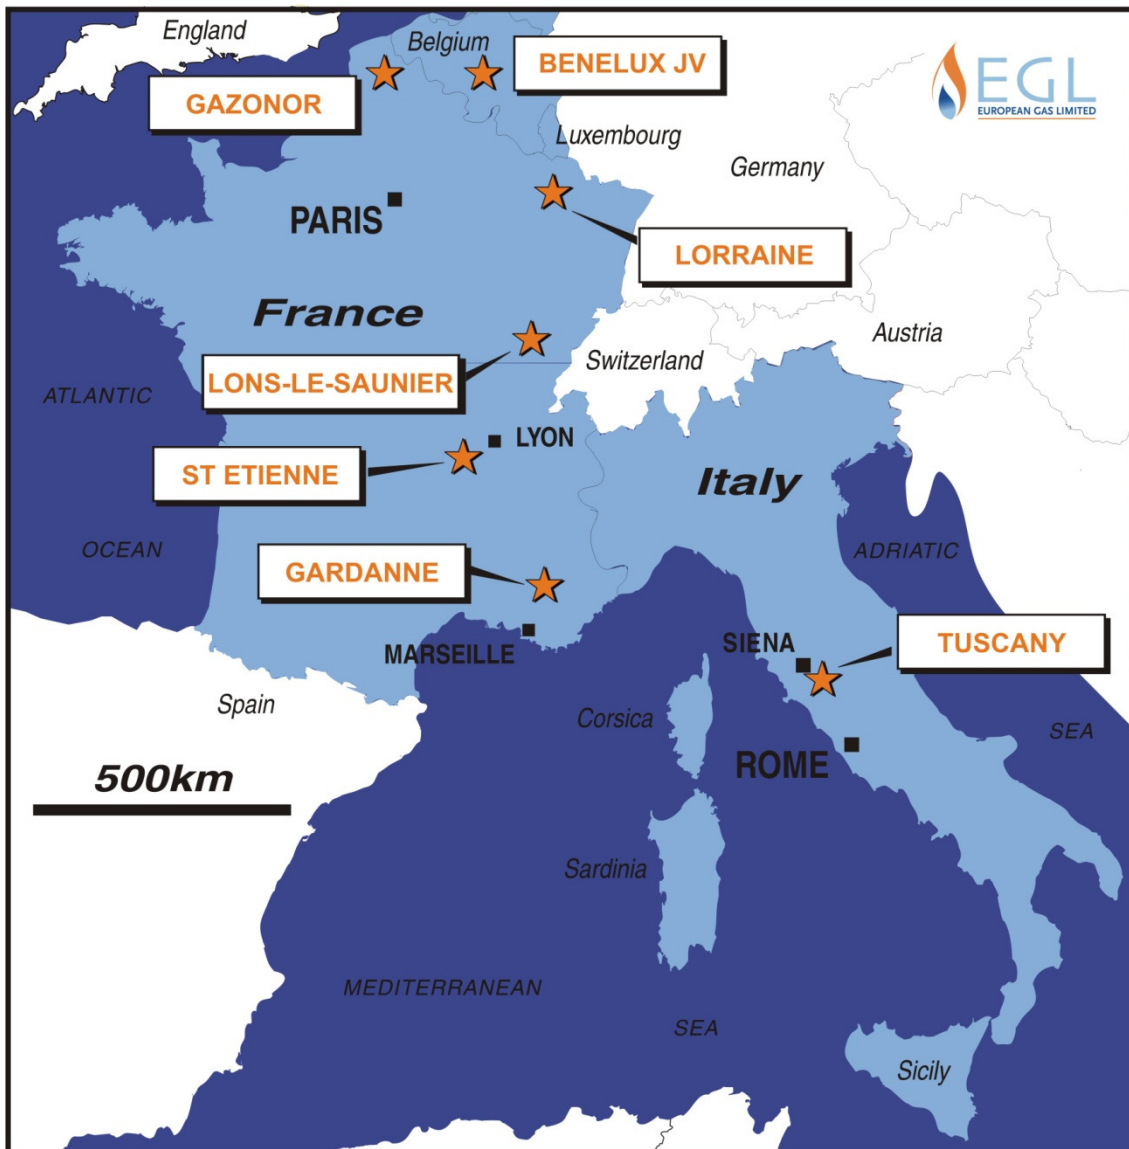 England
Belgium
BENELUX JV
GAZONOR
EGL
EUROPEAN GAS LIMITED
Luxembourg
Germany
PARIS
LORRAINE
France
Austria
Switzerland
LONS-LE-SAUNIER
ATLANTIC
LYON
ST ETIENNE
Italy
OCEAN
ADRIATIC
GARDANNE
MARSEILLE
SIENA
TUSCANY
Spain
Corsica
SEA
ROME
500km
Sardinia
MEDITERRANEAN
SEA
Sicily